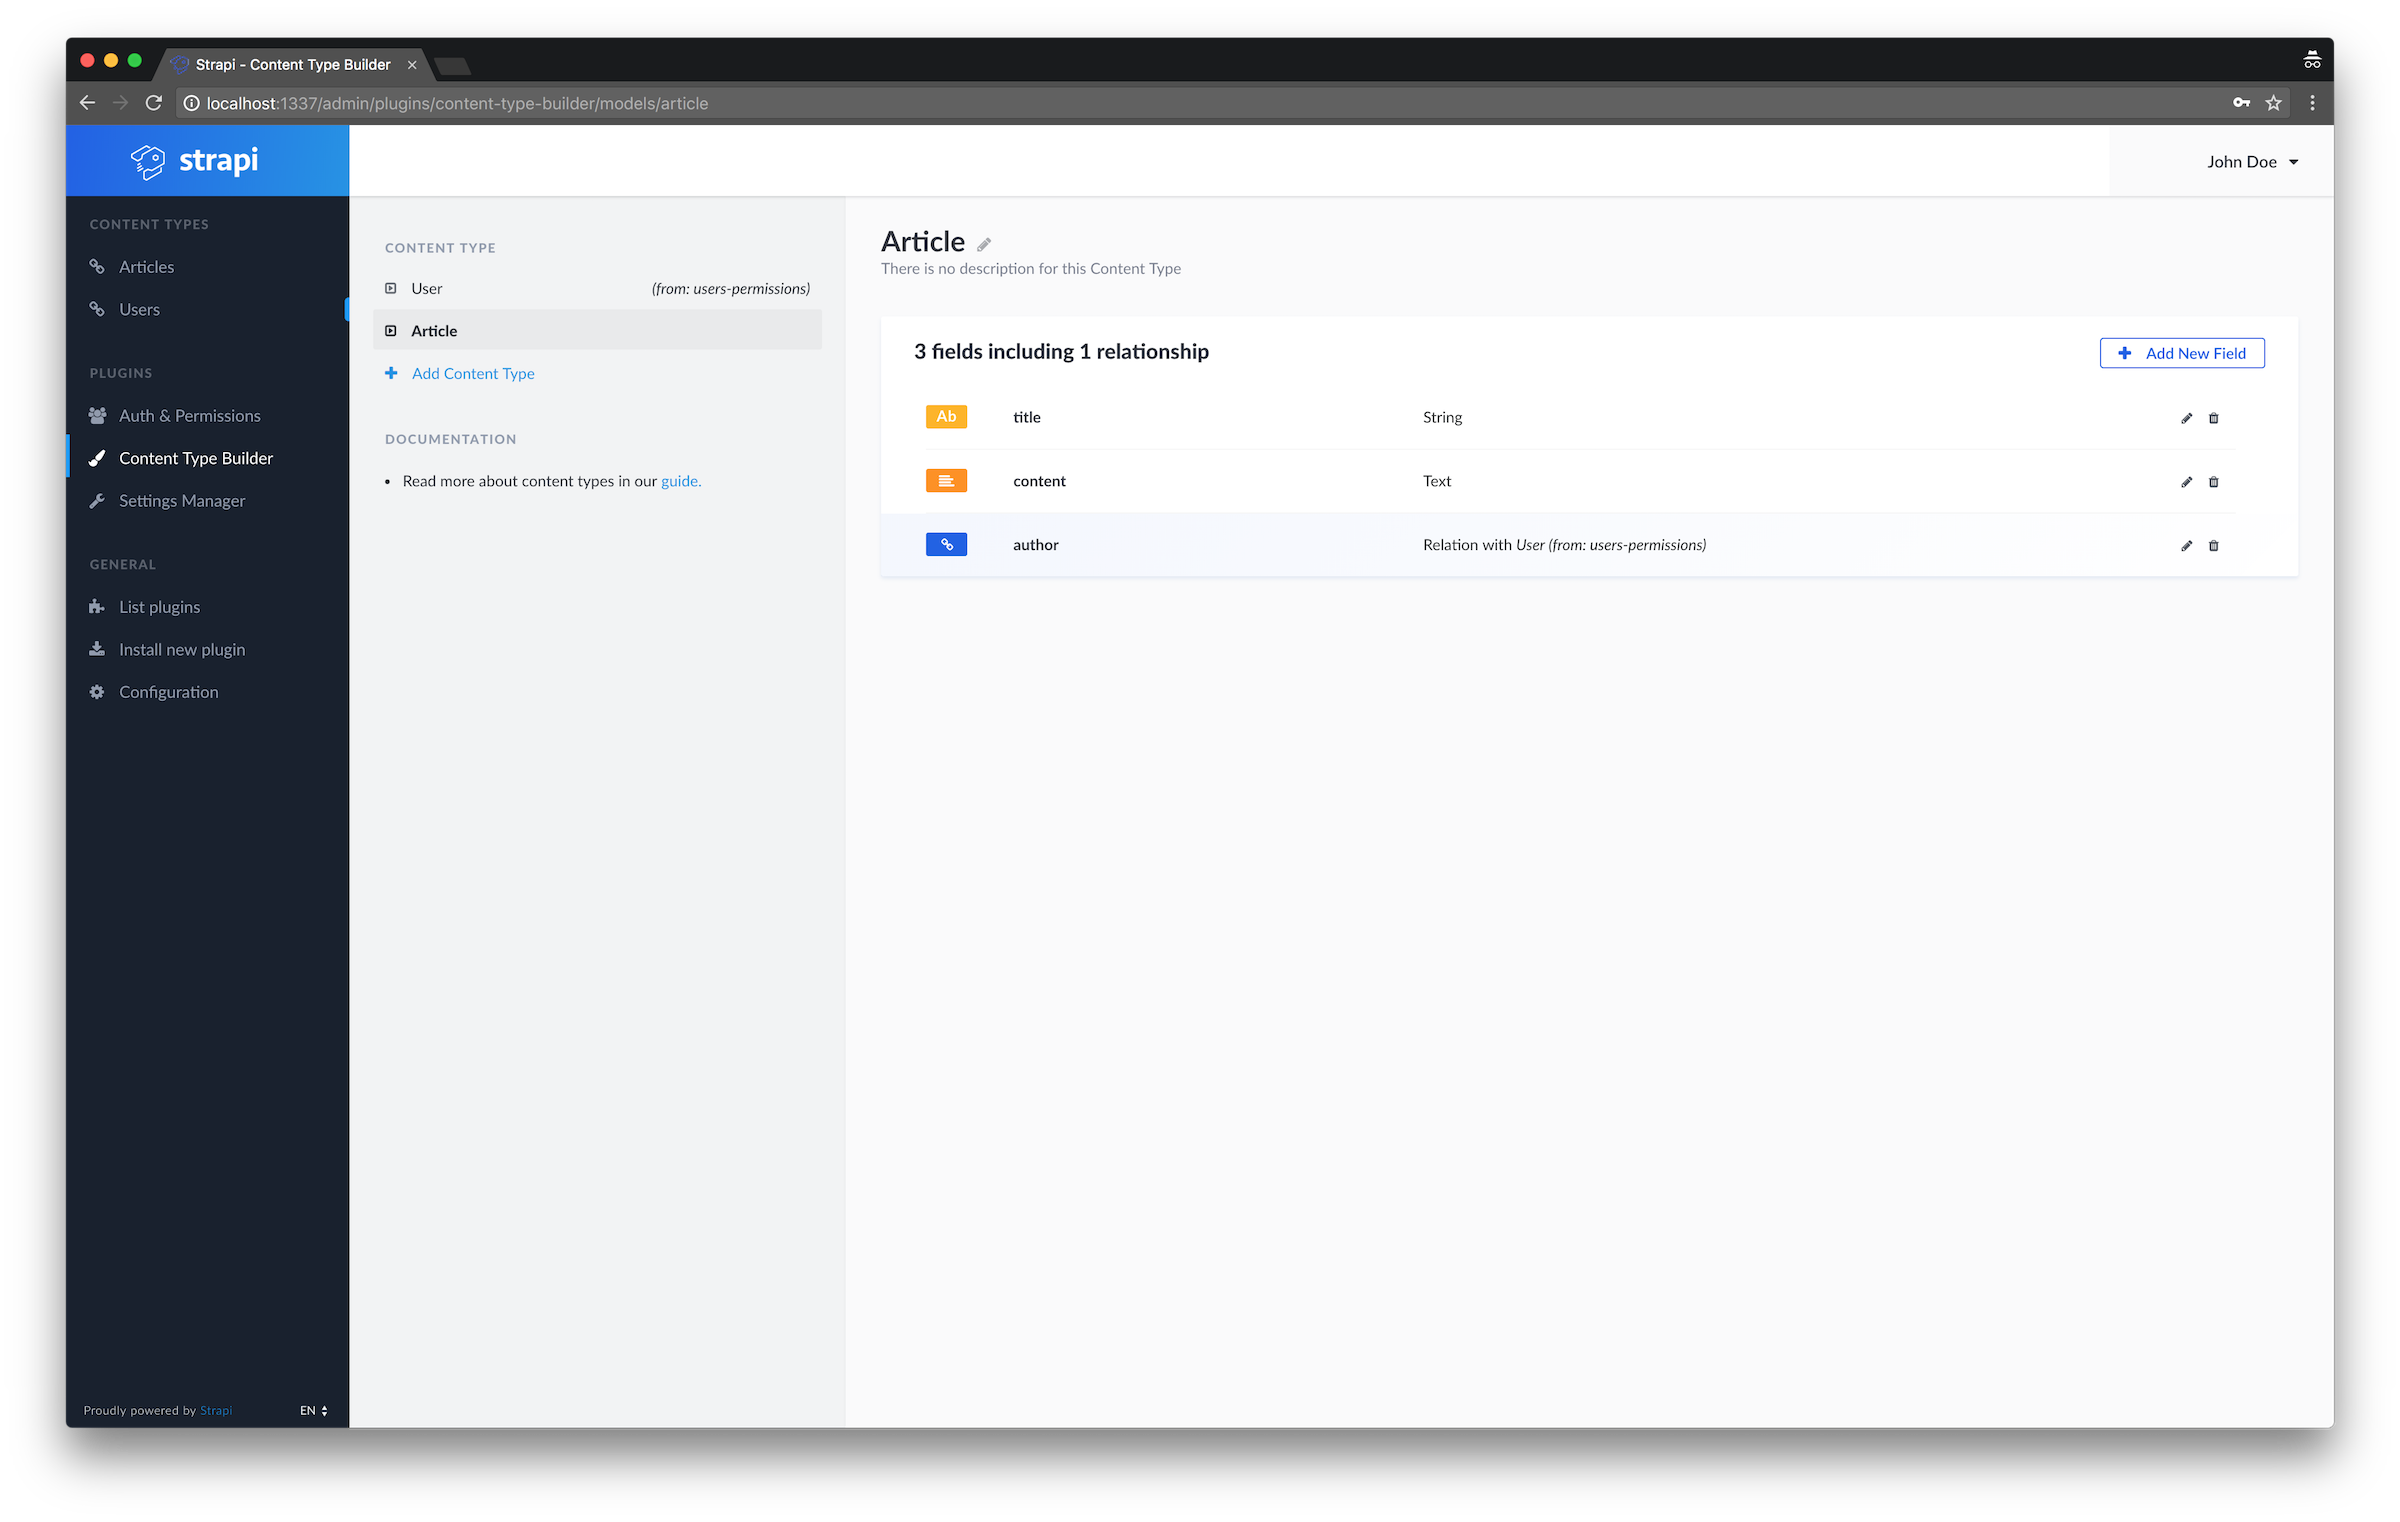 Strapi - Content Type Builder
localhost:1337/admin/plugins/content-type-builder/models/article
strapi
John Doe
CONTENT TYPES
Articles
Users
PLUGINS
Auth & Permissions
Content Type Builder
Settings Manager
GENERAL
List plugins
Install new plugin
Configuration
Proudly powered by Strapi
EN
CONTENT TYPE
User (from: users-permissions)
Article
Add Content Type
DOCUMENTATION
• Read more about content types in our guide.
Article
There is no description for this Content Type
3 fields including 1 relationship
Add New Field
Ab title String
content Text
author Relation with User (from: users-permissions)